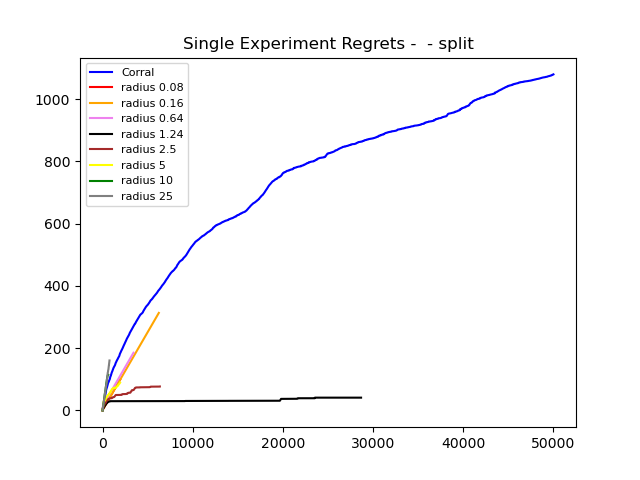 Single Experiment Regrets -  - split
Corral
radius 0.08
radius 0.16
radius 0.64
radius 1.24
radius 2.5
radius 5
radius 10
radius 25
1000
800
600
400
200
0
0 10000 20000 30000 40000 50000